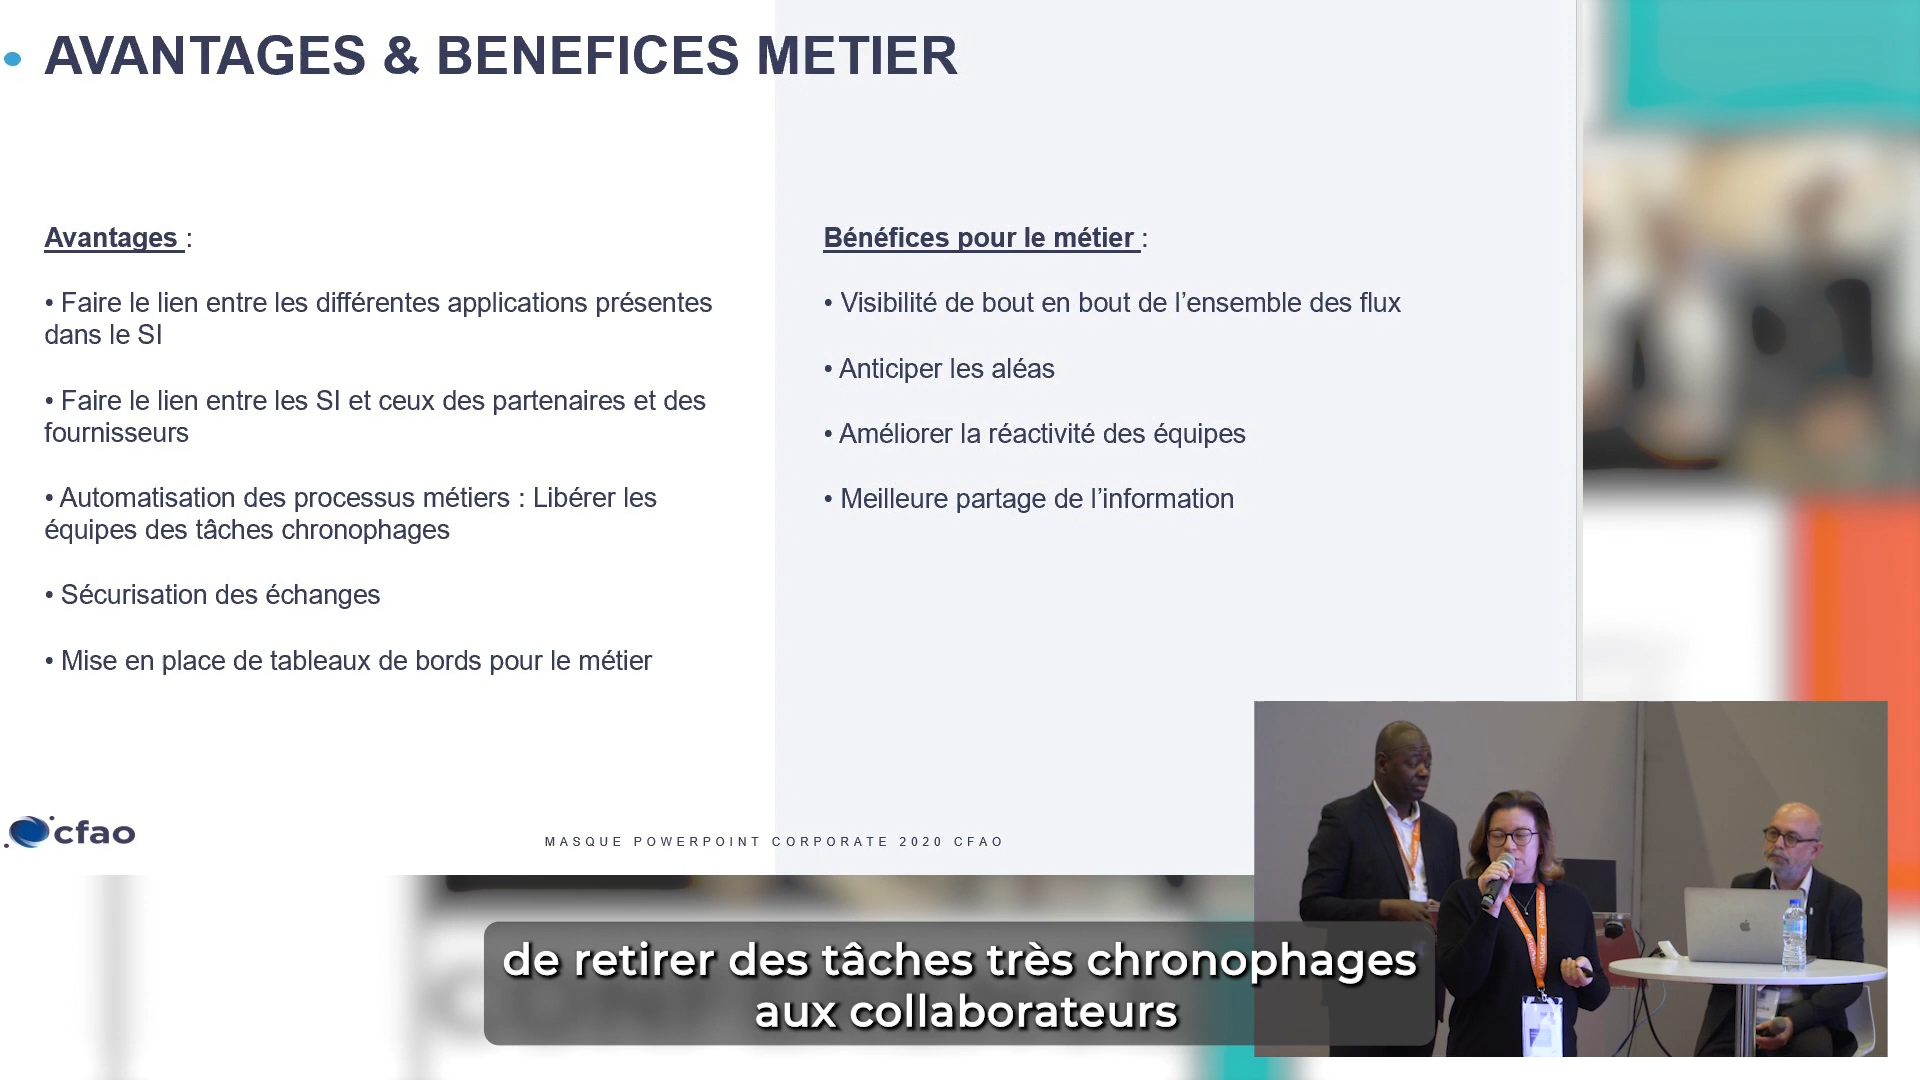 • AVANTAGES & BENEFICES METIER
Avantages :
• Faire le lien entre les différentes applications présentes
dans le SI
• Faire le lien entre les SI et ceux des partenaires et des
fournisseurs
• Automatisation des processus métiers : Libérer les
équipes des tâches chronophages
• Sécurisation des échanges
• Mise en place de tableaux de bords pour le métier
Bénéfices pour le métier :
• Visibilité de bout en bout de l’ensemble des flux
• Anticiper les aléas
• Améliorer la réactivité des équipes
• Meilleure partage de l’information
cfao
MASQUE POWERPOINT CORPORATE 2020 CFAO
de retirer des tâches très chronophages
aux collaborateurs